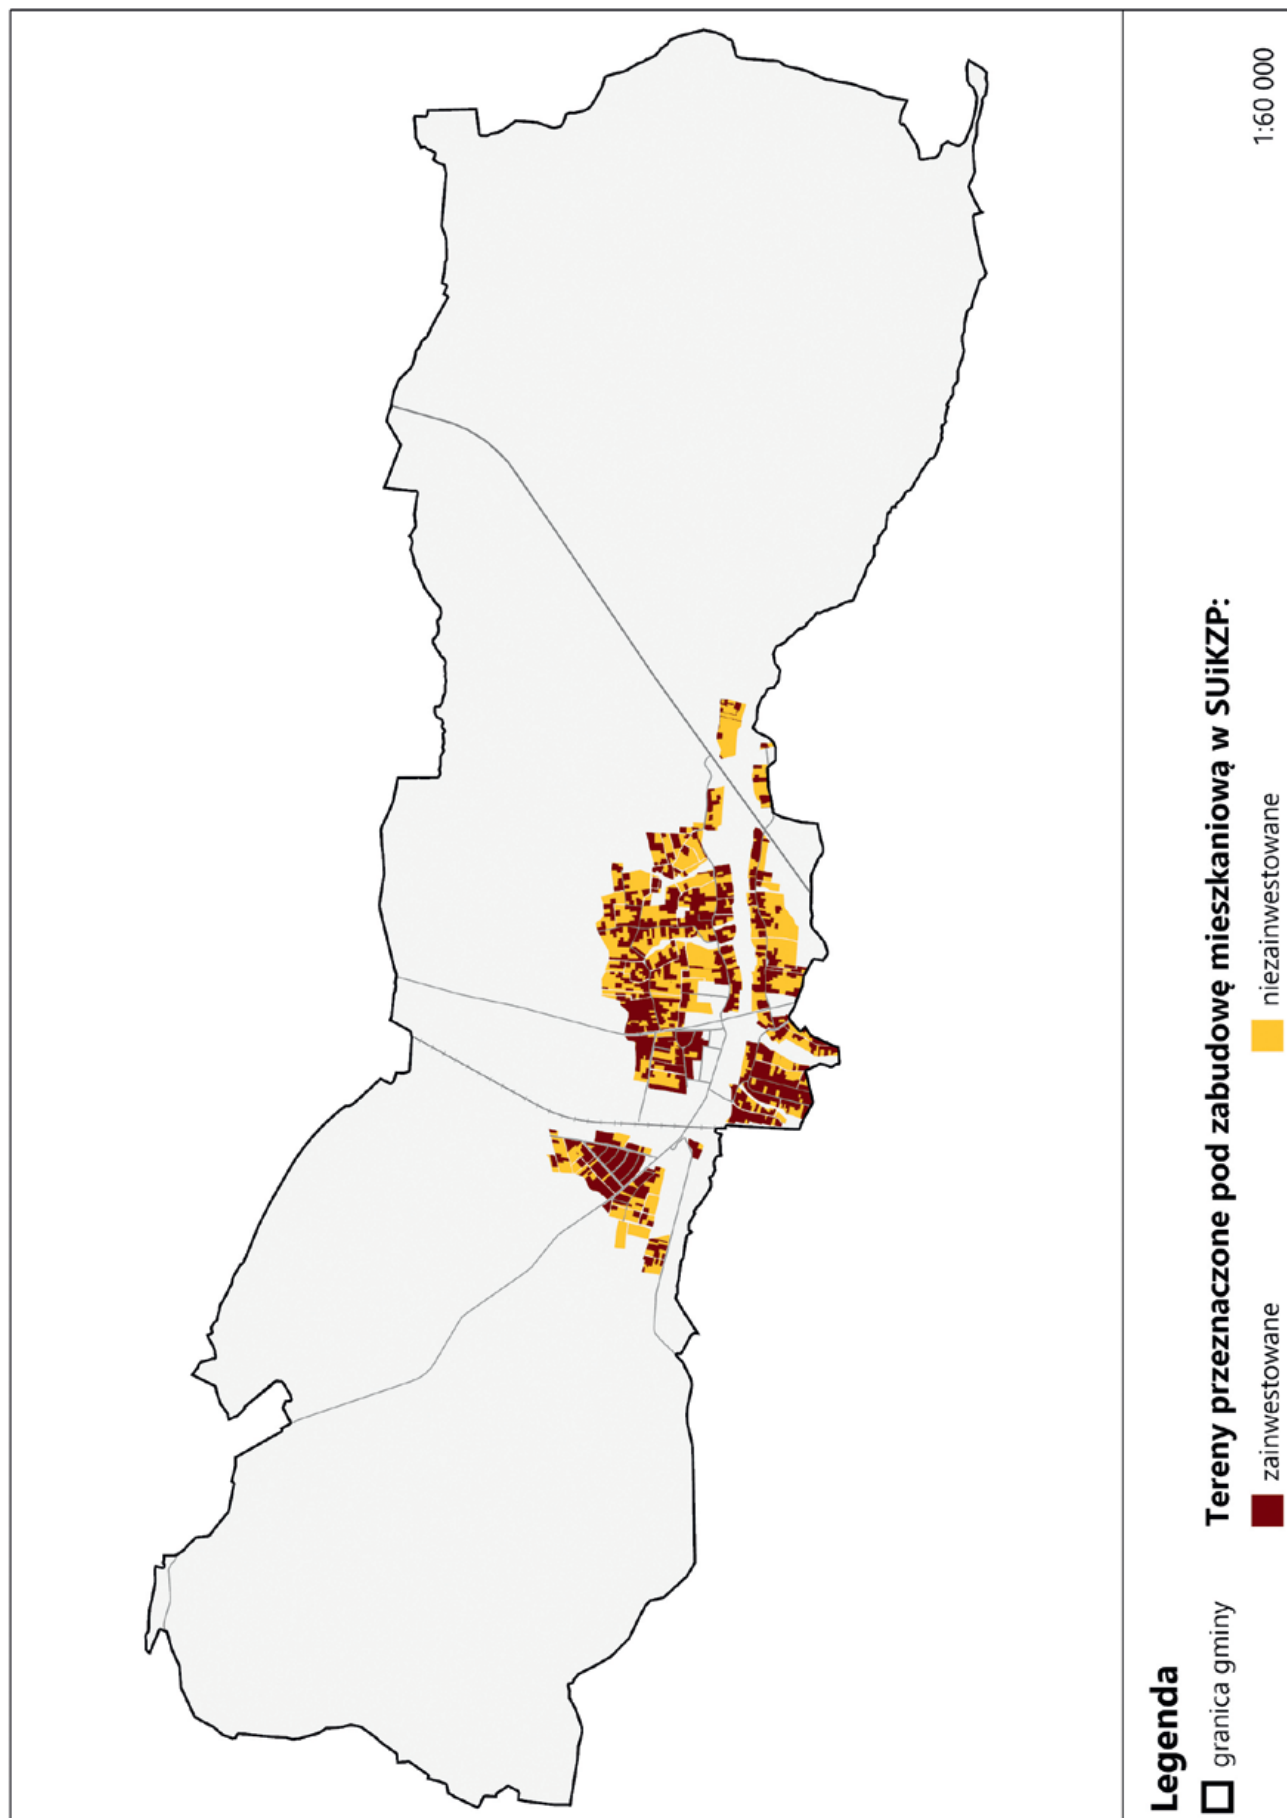 Legenda
granica gminy
Tereny przeznaczone pod zabudowę mieszkaniową w SUiKZP:
zainwestowane
niezainwestowane
1:60 000